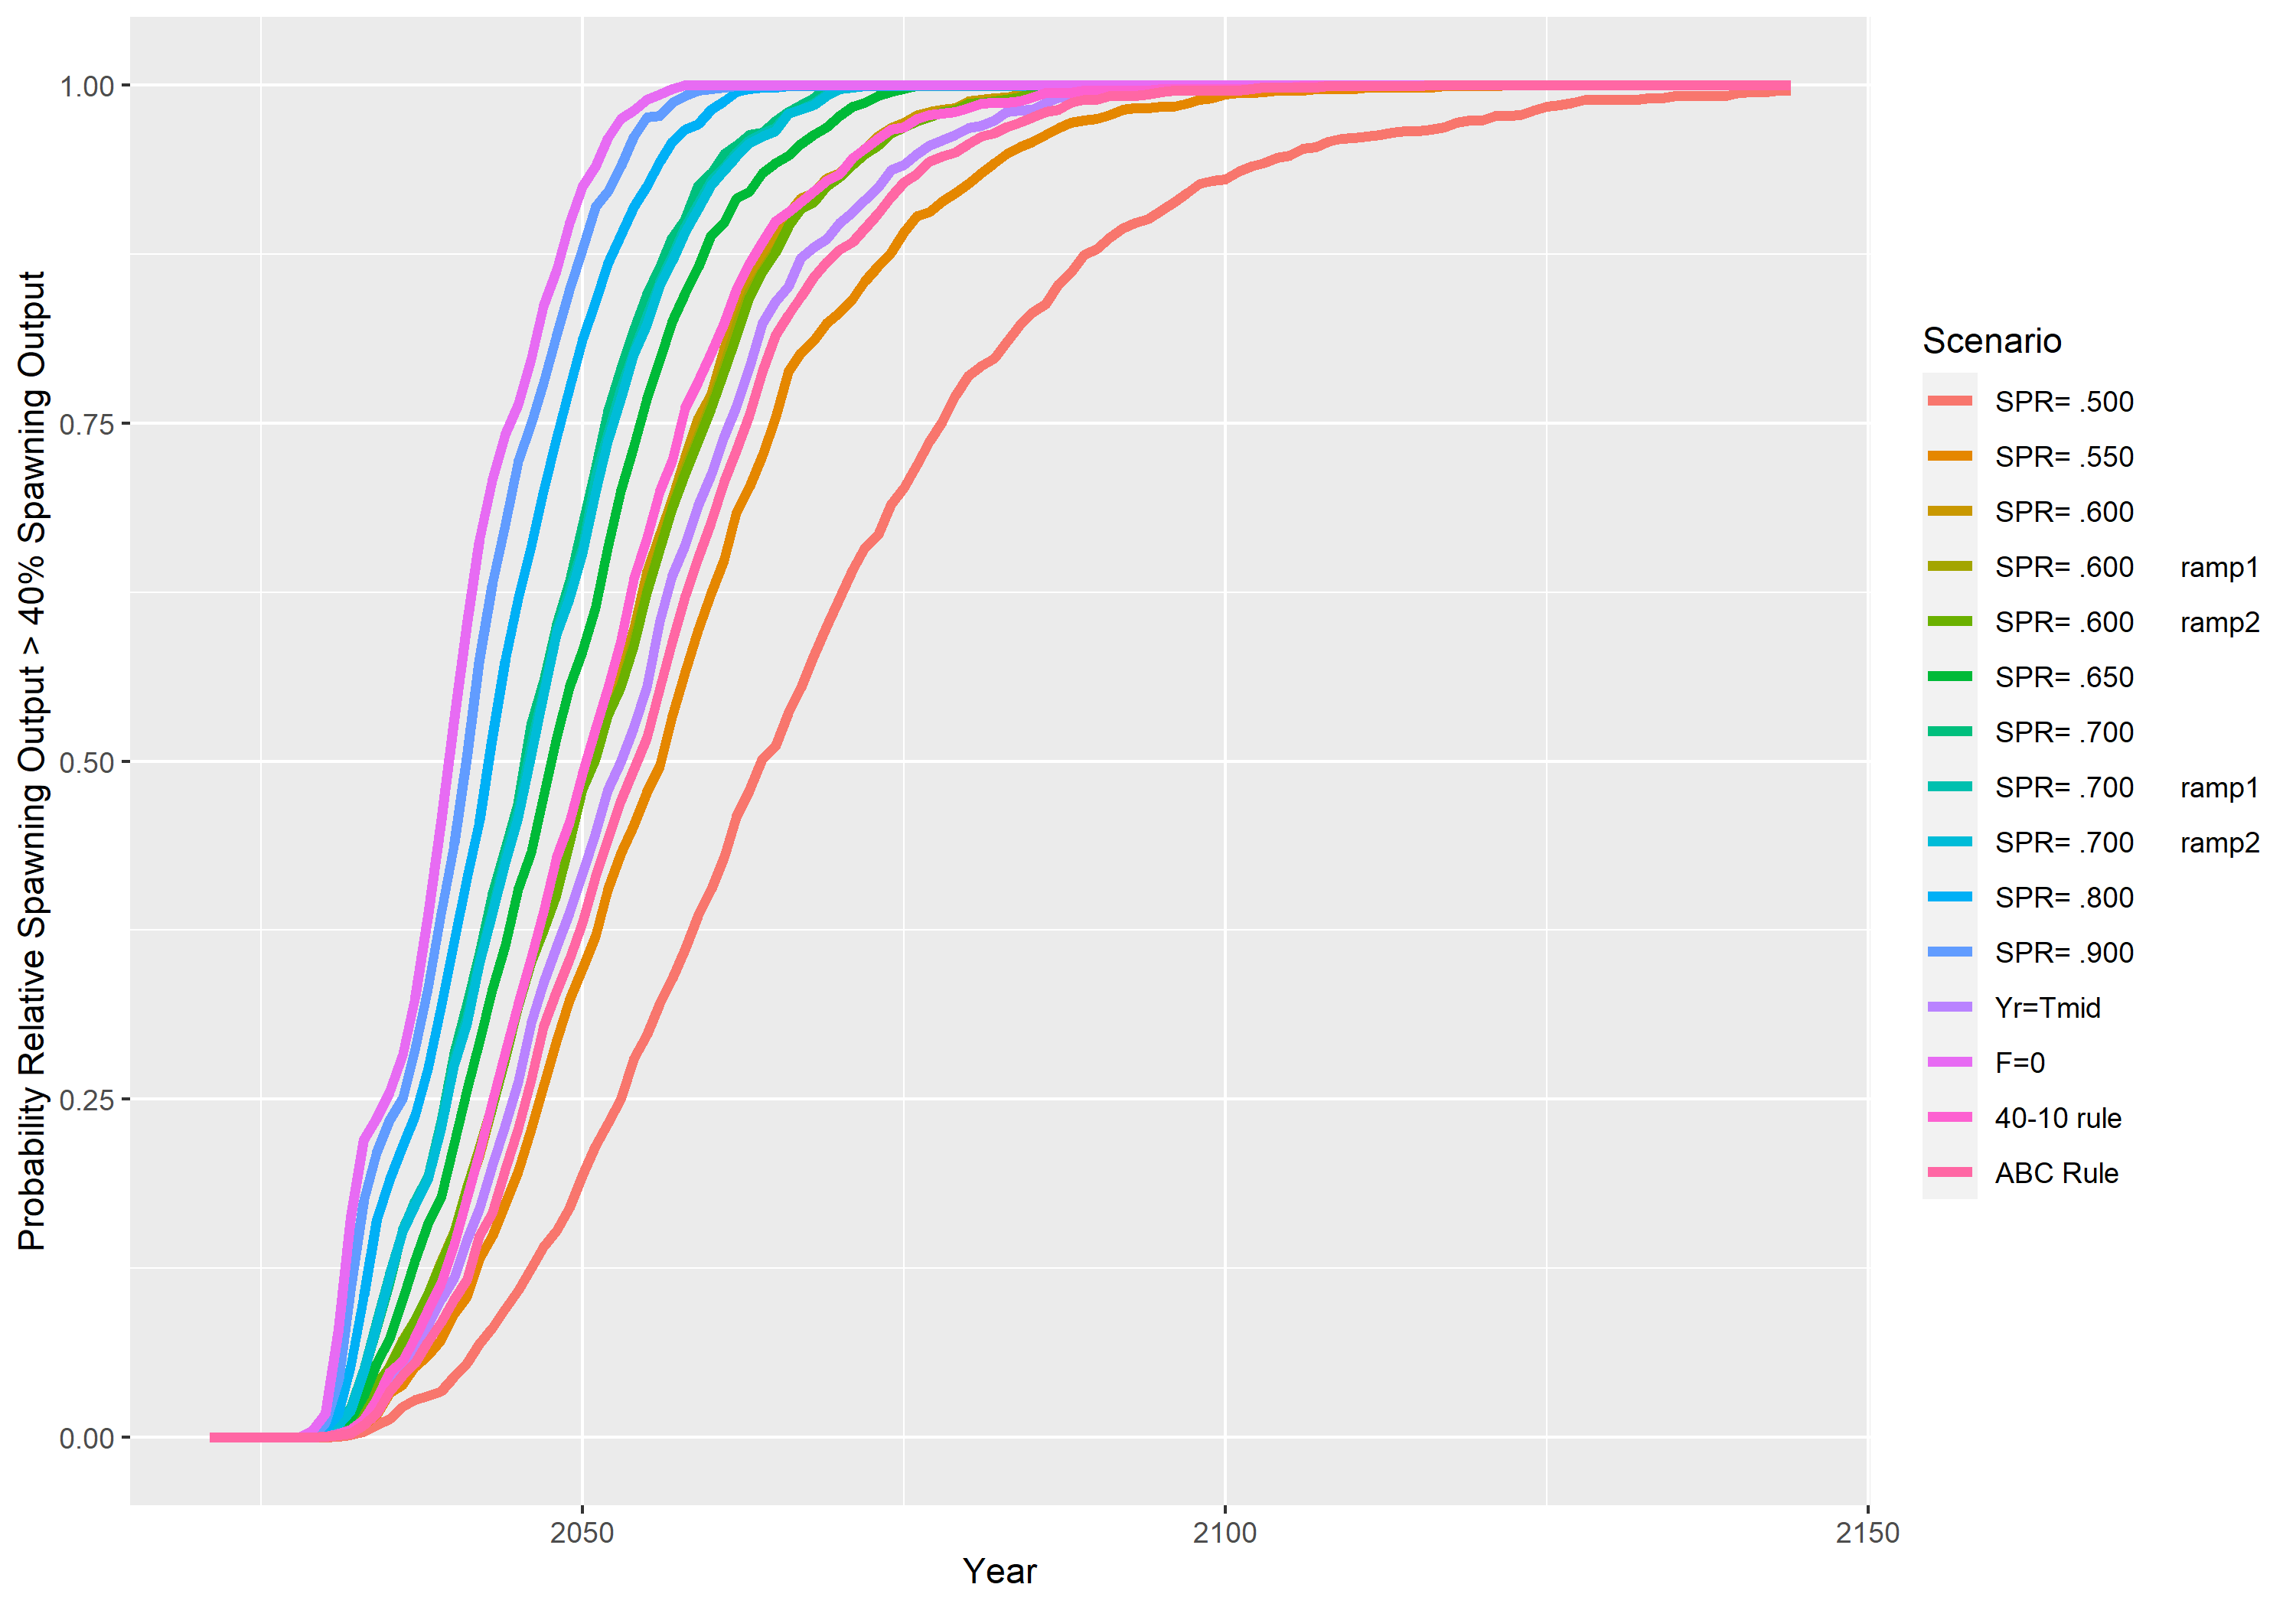 Probability Relative Spawning Output > 40% Spawning Output
1.00
0.75
0.50
0.25
0.00
2050
2100
2150
Year
Scenario
SPR= .500
SPR= .550
SPR= .600
SPR= .600 ramp1
SPR= .600 ramp2
SPR= .650
SPR= .700
SPR= .700 ramp1
SPR= .700 ramp2
SPR= .800
SPR= .900
Yr=Tmid
F=0
40-10 rule
ABC Rule